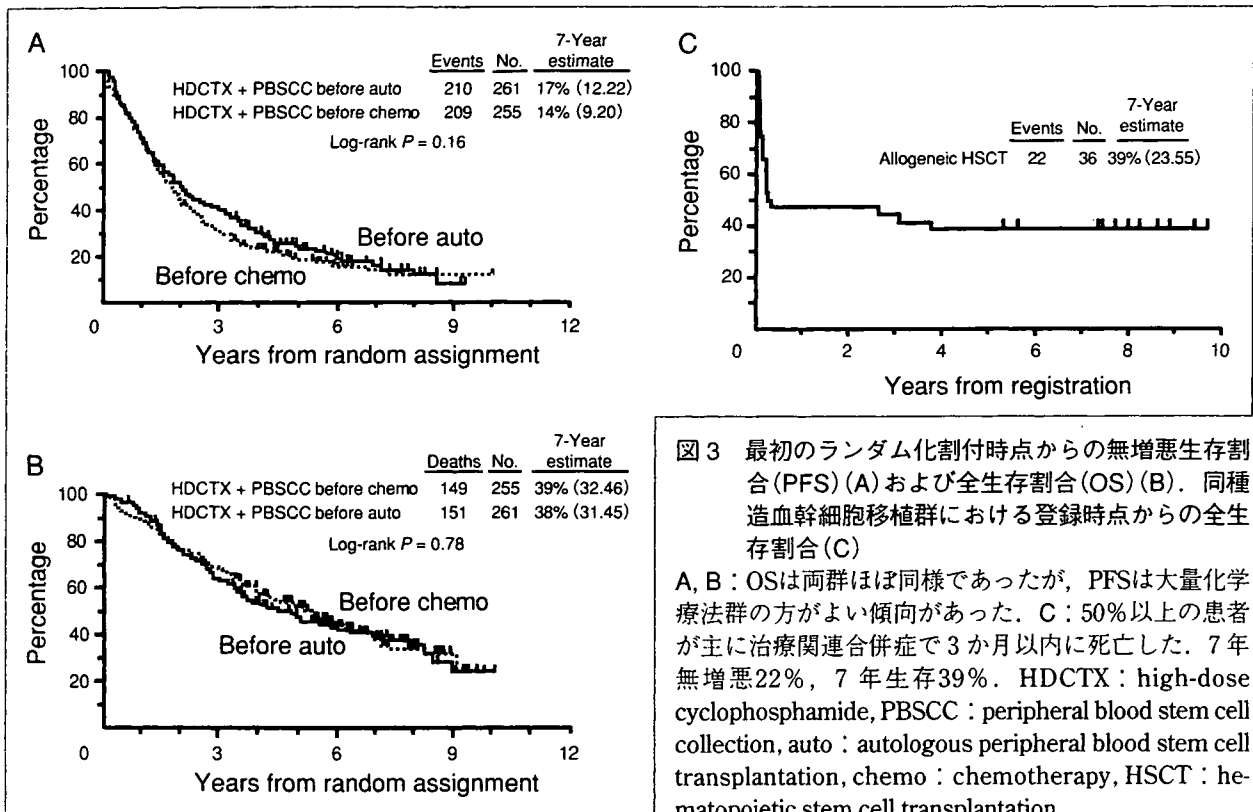 A
7-Year
Events No. estimate
HDCTX + PBSCC before auto 210 261 17% (12.22)
HDCTX + PBSCC before chemo 209 255 14% (9.20)
Log-rank P = 0.16
Percentage
100
80
60
40
20
Before auto
Before chemo
0 3 6 9 12
Years from random assignment
B
7-Year
Deaths No. estimate
HDCTX + PBSCC before chemo 149 255 39% (32.46)
HDCTX + PBSCC before auto 151 261 38% (31.45)
Log-rank P = 0.78
Percentage
100
80
60
40
20
Before chemo
Before auto
0 3 6 9 12
Years from random assignment
C
7-Year
Events No. estimate
Allogeneic HSCT 22 36 39% (23.55)
Percentage
100
80
60
40
20
0 2 4 6 8 10
Years from registration
図3 最初のランダム化割付時点からの無増悪生存割
合(PFS)(A)および全生存割合(OS)(B).同種
造血幹細胞移植群における登録時点からの全生
存割合(C)
A, B：OSは両群ほぼ同様であったが，PFSは大量化学
療法群の方がよい傾向があった．C：50%以上の患者
が主に治療関連合併症で3か月以内に死亡した．7年
無増悪22%，7年生存39%．HDCTX：high-dose
cyclophosphamide, PBSCC：peripheral blood stem cell
collection, auto：autologous peripheral blood stem cell
transplantation, chemo：chemotherapy, HSCT：he-
matopoietic stem cell transplantation